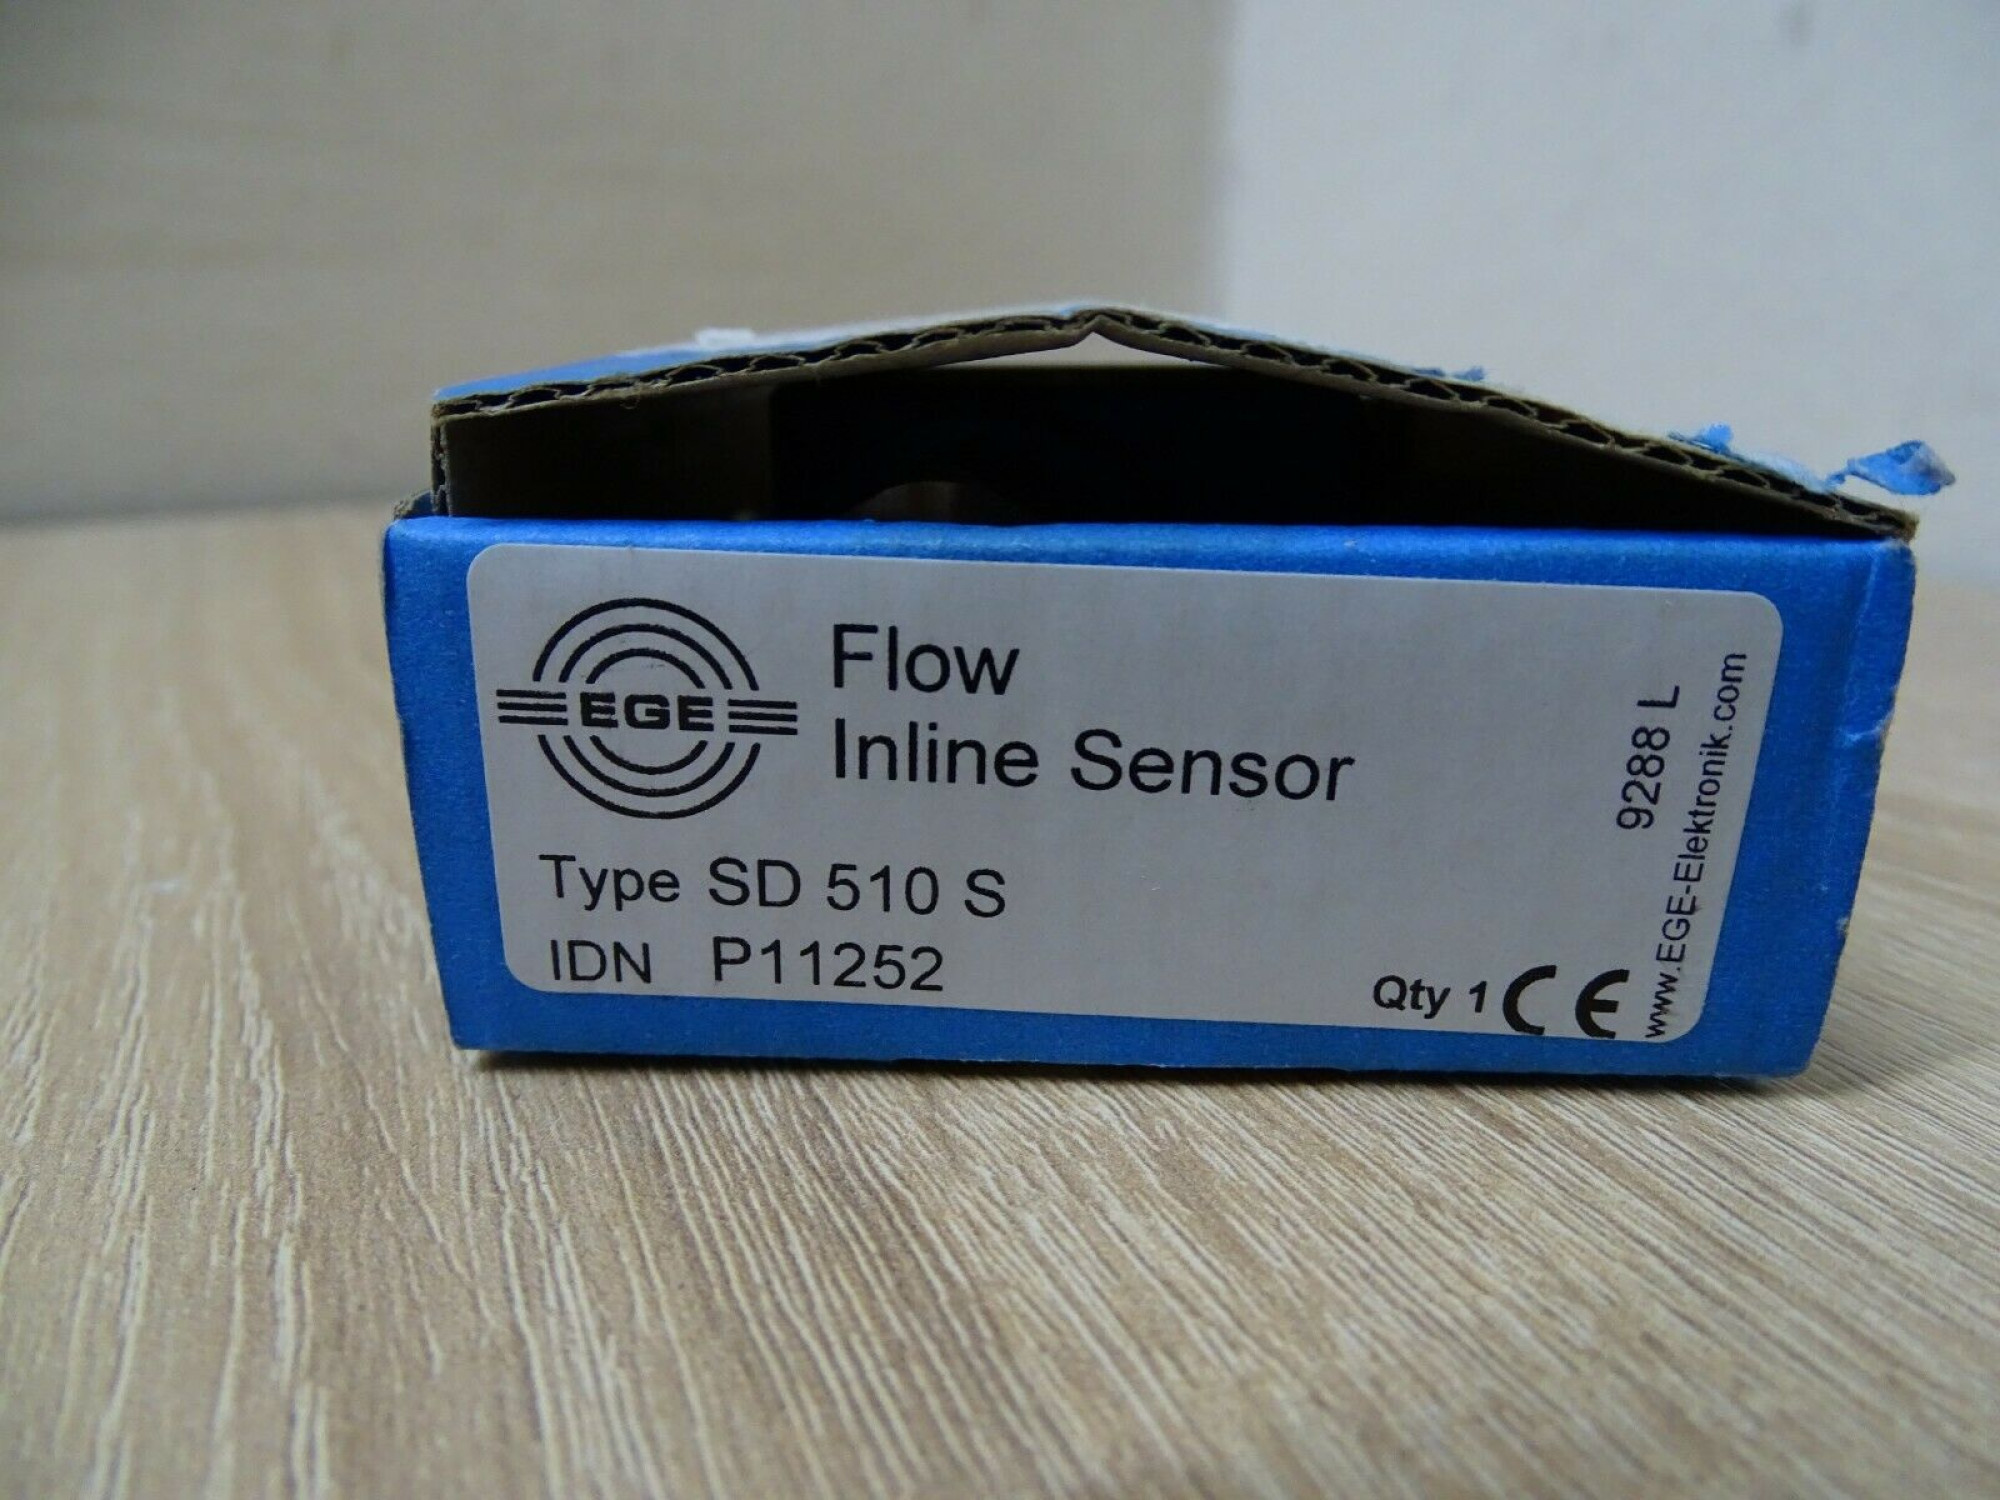 EGE
Flow
Inline Sensor
Type SD 510 S
IDN P11252
Qty 1 CE
9288 L
www.EGE-Elektronik.com